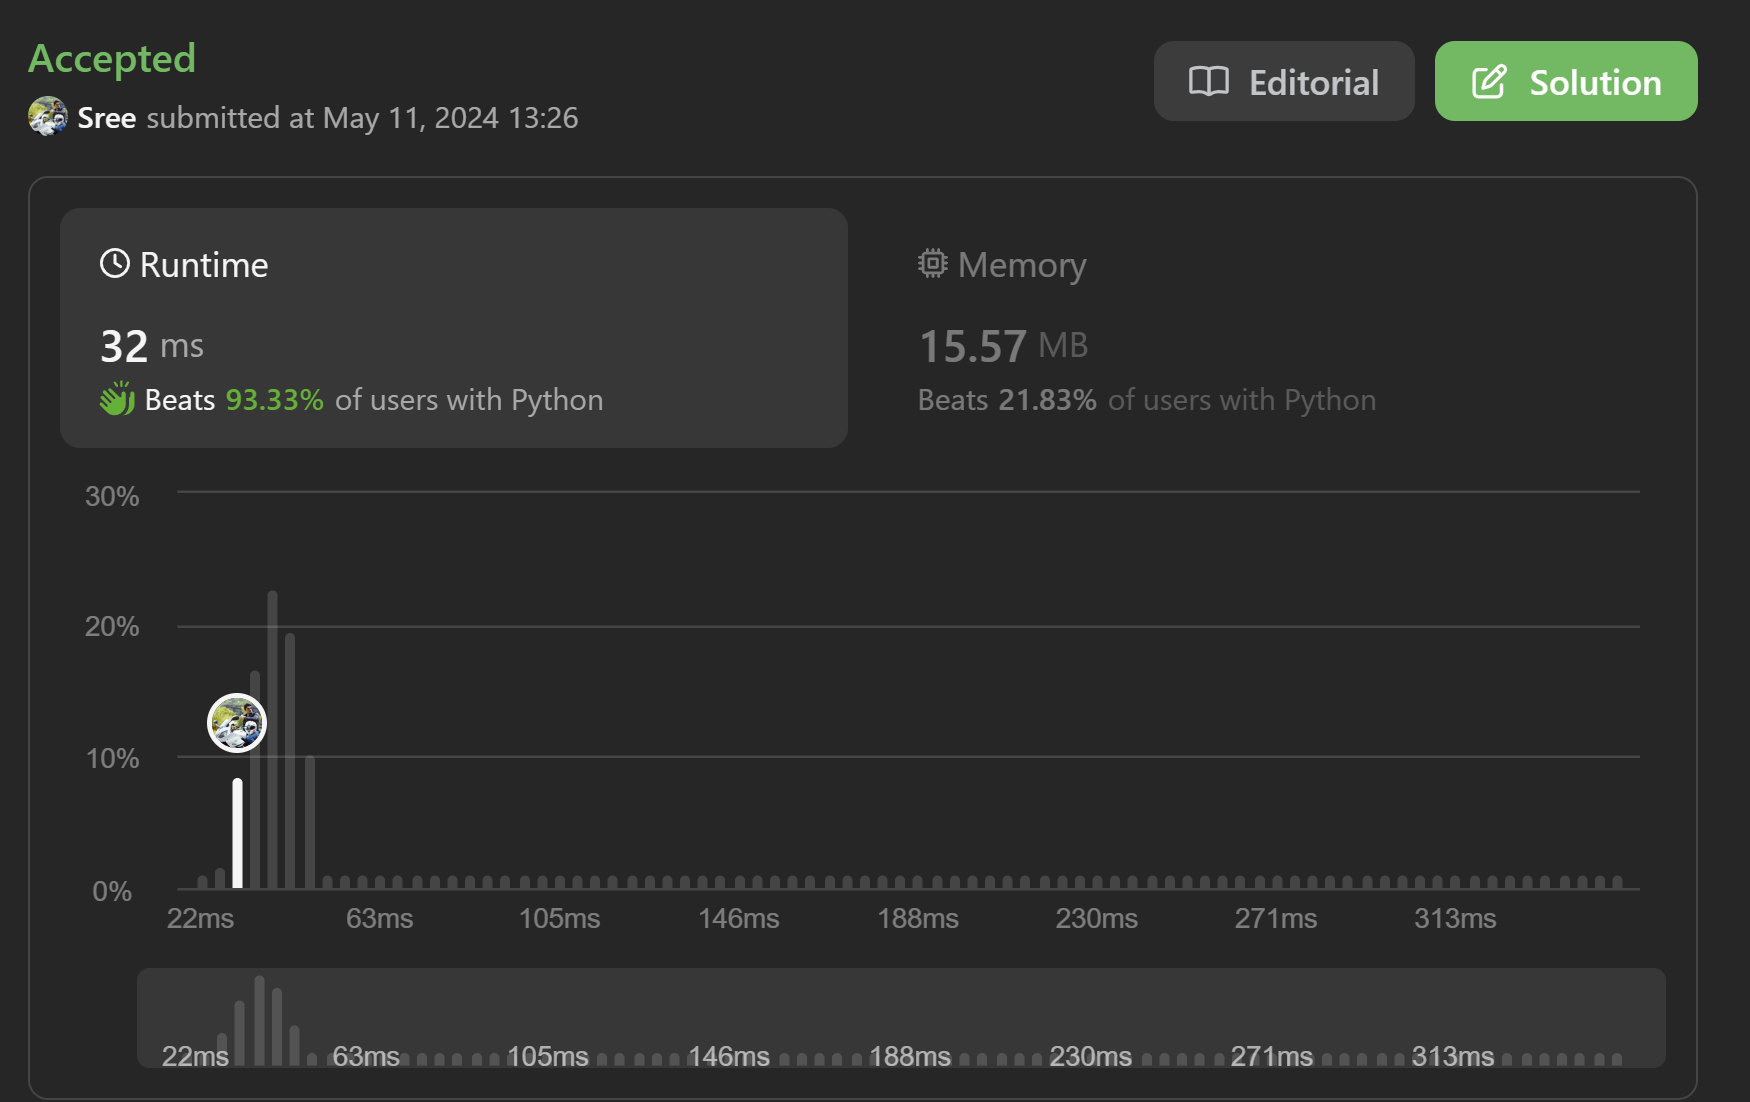 Accepted
Editorial
Solution
Sree submitted at May 11, 2024 13:26
Runtime
32 ms
Beats 93.33% of users with Python
Memory
15.57 MB
Beats 21.83% of users with Python
30%
20%
10%
0%
22ms 63ms 105ms 146ms 188ms 230ms 271ms 313ms
22ms 63ms 105ms 146ms 188ms 230ms 271ms 313ms